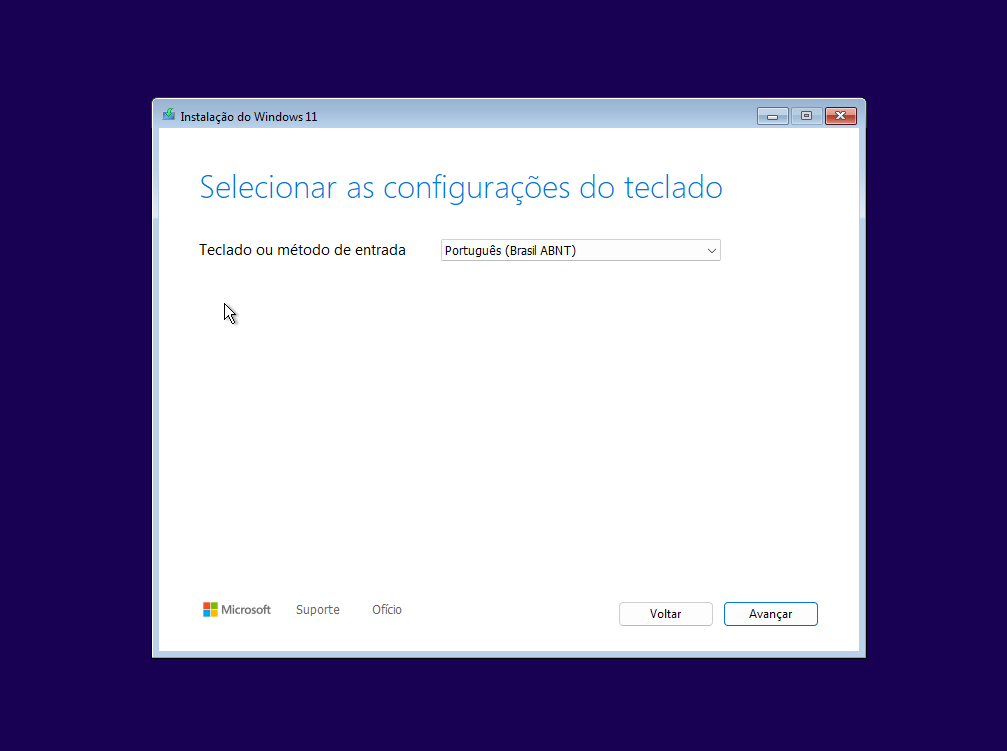 Instalação do Windows 11
Selecionar as configurações do teclado
Teclado ou método de entrada Português (Brasil ABNT)
Microsoft Suporte Ofício Voltar Avançar